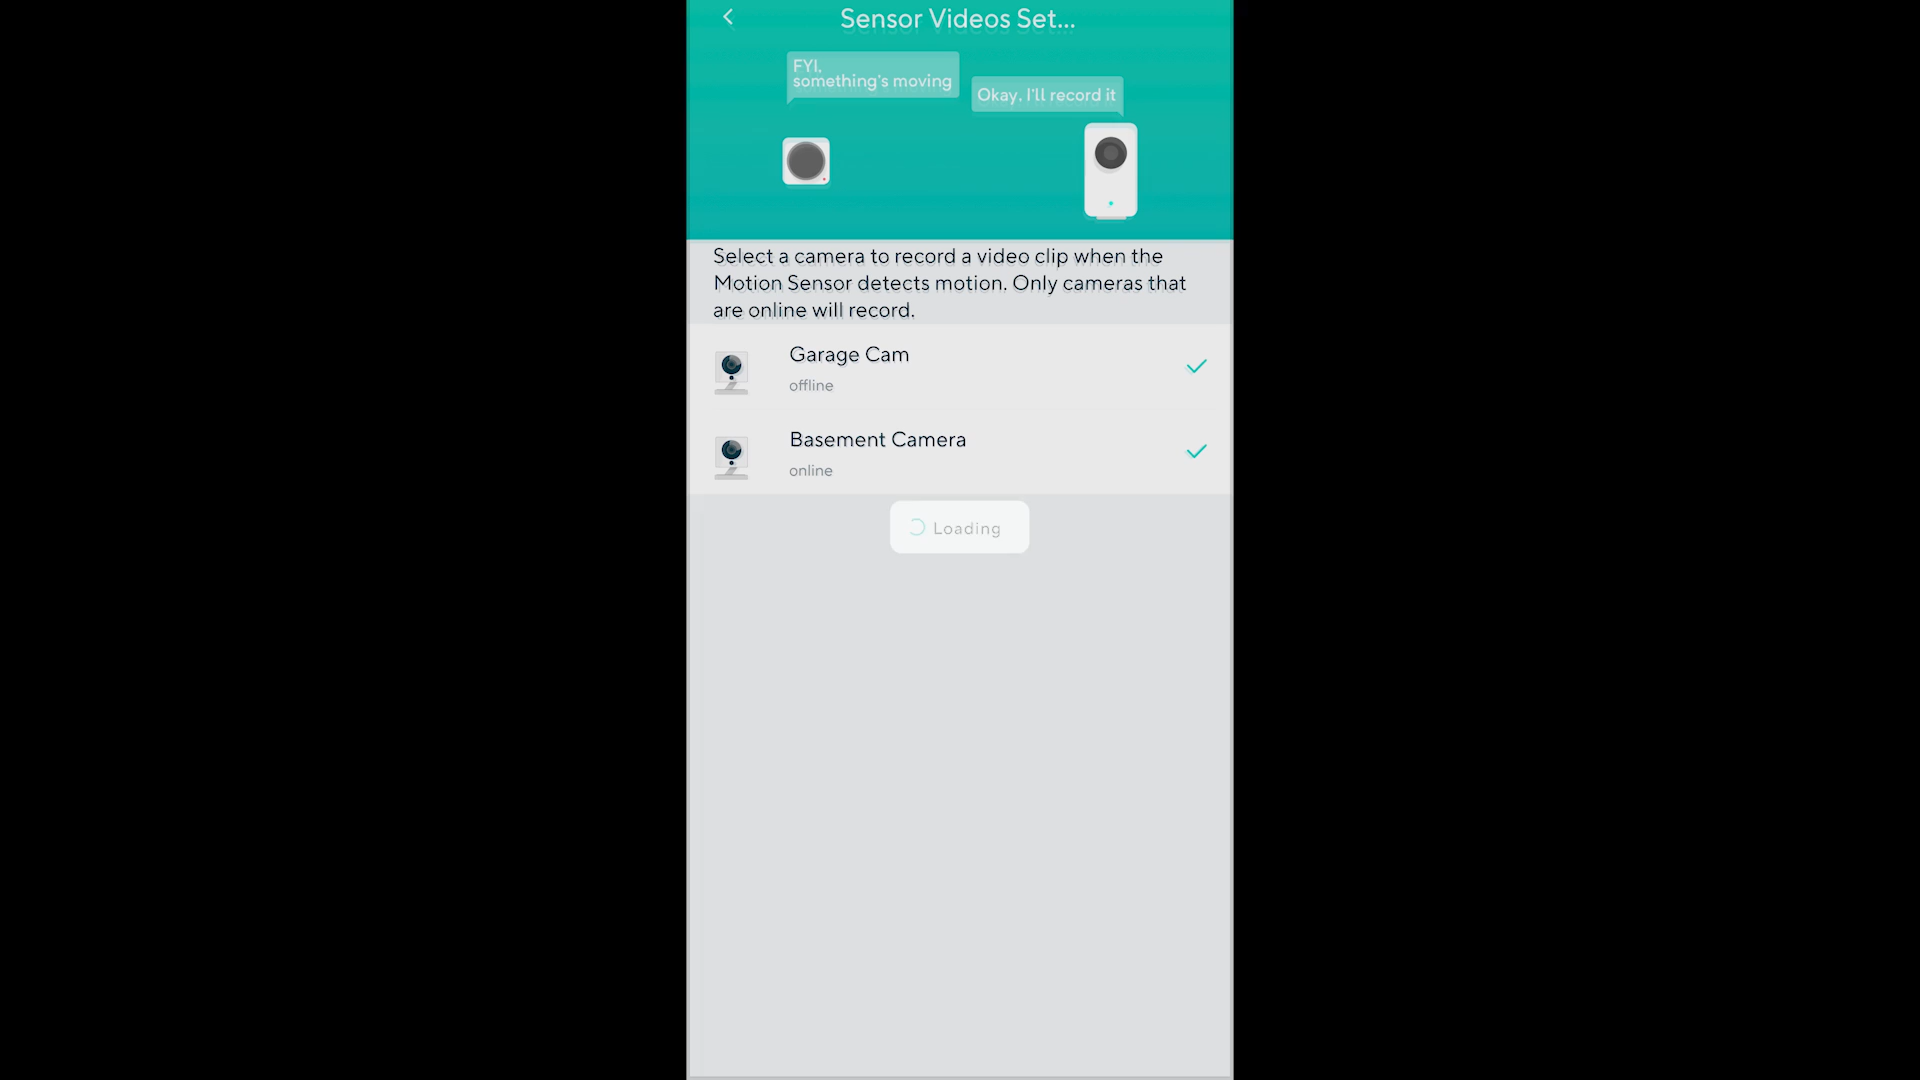 Sensor Videos Set...
FYI,
something's moving
Okay. I'll record it
Select a camera to record a video clip when the
Motion Sensor detects motion. Only cameras that
are online will record.
Garage Cam
offline
Basement Camera
online
Loading